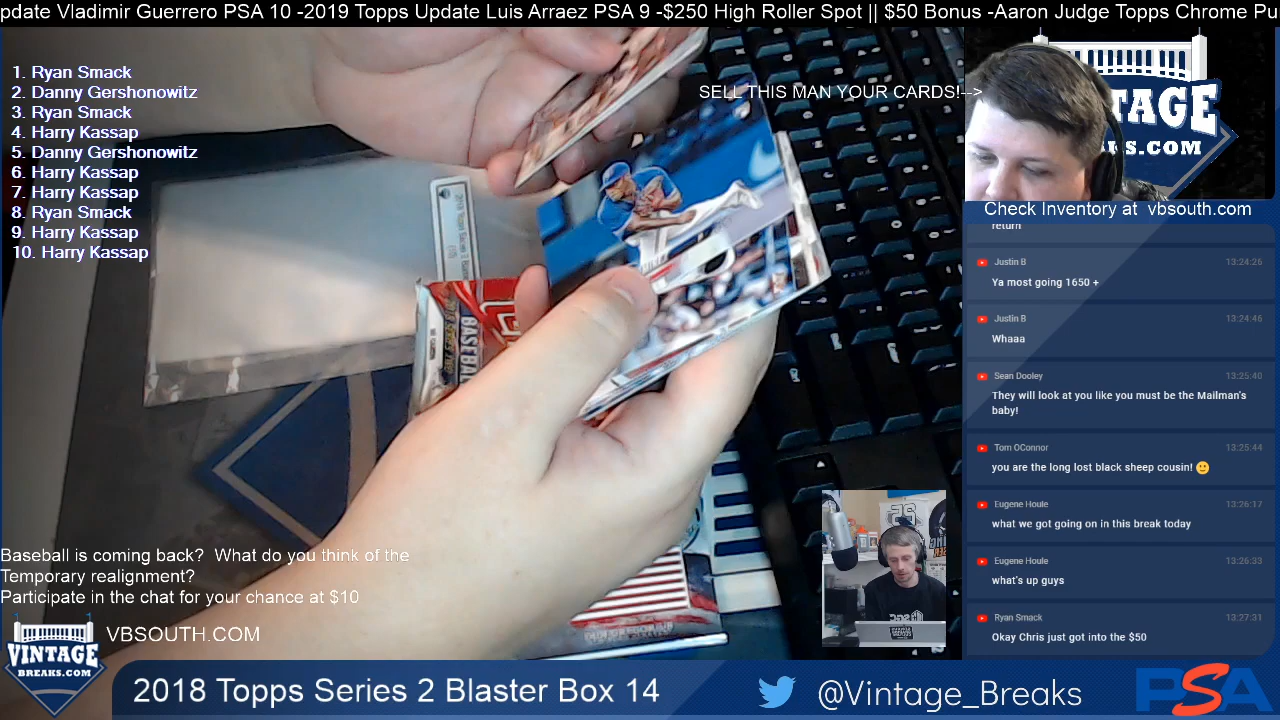 pdate Vladimir Guerrero PSA 10 -2019 Topps Update Luis Arraez PSA 9 -$250 High Roller Spot || $50 Bonus -Aaron Judge Topps Chrome Pu
1. Ryan Smack
2. Danny Gershonowitz
3. Ryan Smack
4. Harry Kassap
5. Danny Gershonowitz
6. Harry Kassap
7. Harry Kassap
8. Ryan Smack
9. Harry Kassap
10. Harry Kassap
SELL THIS MAN YOUR CARDS!-->
BASEBALL
Check Inventory at vbsouth.com
return
Justin B 13:24:26
Ya most going 1650 +
Justin B 13:24:46
Whaaa
Sean Dooley 13:25:40
They will look at you like you must be the Mailman's
baby!
Tom OConnor 13:25:44
you are the long lost black sheep cousin! 🙂
Eugene Houle 13:26:17
what we got going on in this break today
Eugene Houle 13:26:33
what's up guys
Ryan Smack 13:27:31
Okay Chris just got into the $50
Baseball is coming back? What do you think of the
Temporary realignment?
Participate in the chat for your chance at $10
VBSOUTH.COM
VINTAGE
BREAKS.COM
2018 Topps Series 2 Blaster Box 14
@Vintage_Breaks
PSA